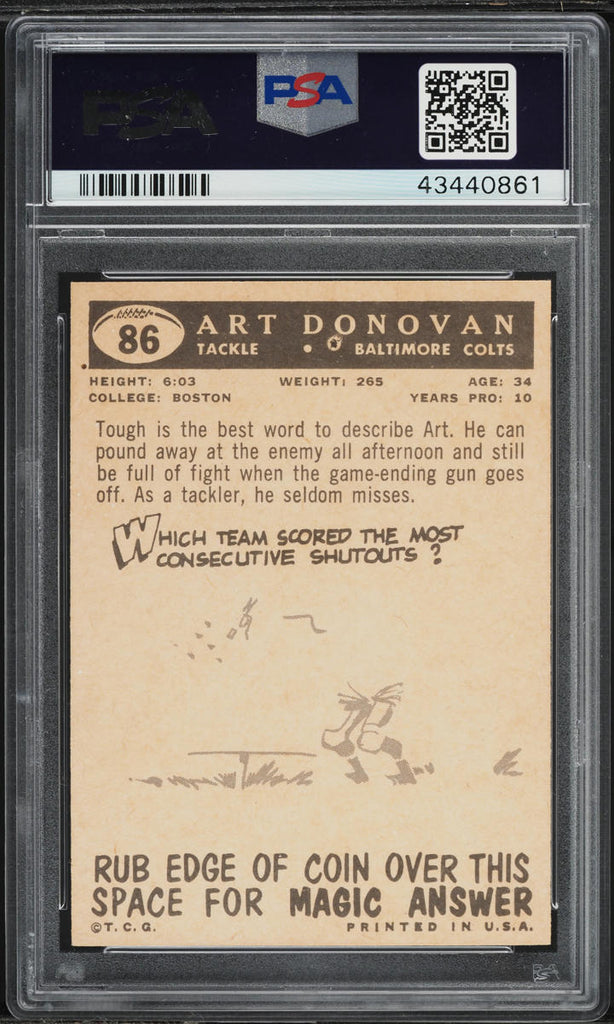 PSA
PSA
43440861
86
ART DONOVAN
TACKLE • BALTIMORE COLTS
HEIGHT: 6:03 WEIGHT: 265 AGE: 34
COLLEGE: BOSTON YEARS PRO: 10
Tough is the best word to describe Art. He can
pound away at the enemy all afternoon and still
be full of fight when the game-ending gun goes
off. As a tackler, he seldom misses.
WHICH TEAM SCORED THE MOST
CONSECUTIVE SHUTOUTS?
RUB EDGE OF COIN OVER THIS
SPACE FOR MAGIC ANSWER
©T.C.G. PRINTED IN U.S.A.
PSA